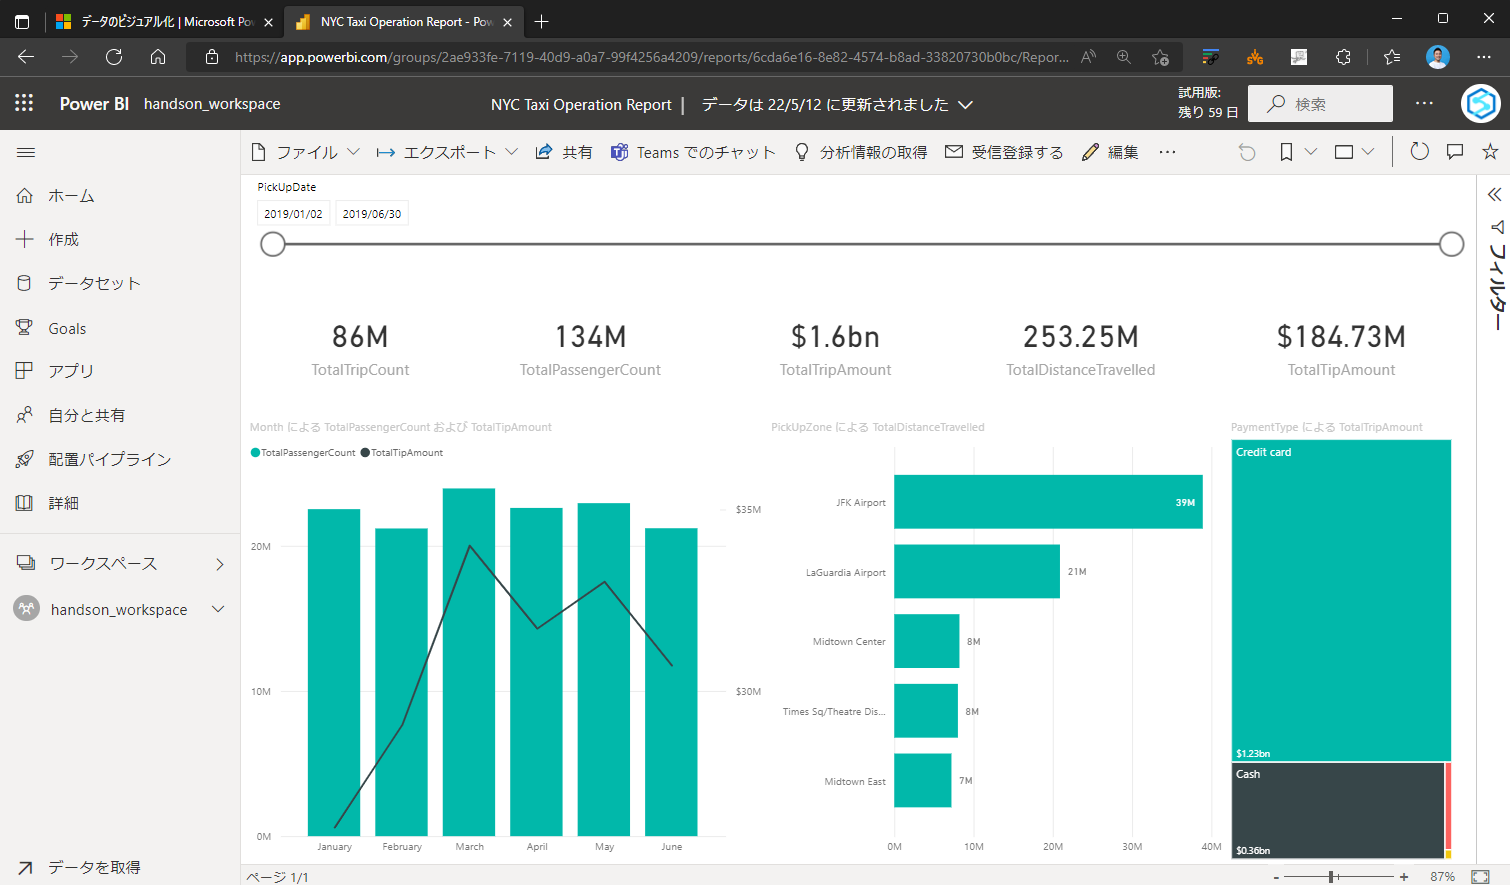 データのビジュアル化 | Microsoft Pow
NYC Taxi Operation Report - Pow
https://app.powerbi.com/groups/2ae933fe-7119-40d9-a0a7-99f4256a4209/reports/6cda6e16-8e82-4574-b8ad-33820730b0bc/Repor...
Power BI handson_workspace
NYC Taxi Operation Report | データは 22/5/12 に更新されました
試用版:
残り 59 日
検索
ファイル エクスポート 共有 Teams でのチャット 分析情報の取得 受信登録する 編集 ...
ホーム
作成
データセット
Goals
アプリ
自分と共有
配置パイプライン
詳細
ワークスペース
handson_workspace
データを取得
PickUpDate
2019/01/02 2019/06/30
フィルター
86M 134M $1.6bn 253.25M $184.73M
TotalTripCount TotalPassengerCount TotalTripAmount TotalDistanceTravelled TotalTipAmount
Month による TotalPassengerCount および TotalTipAmount
TotalPassengerCount TotalTipAmount
$35M
20M
10M
$30M
0M
January February March April May June
PickUpZone による TotalDistanceTravelled
JFK Airport 39M
LaGuardia Airport 21M
Midtown Center 8M
Times Sq/Theatre Dis... 8M
Midtown East 7M
0M 10M 20M 30M 40M
PaymentType による TotalTripAmount
Credit card
$1.23bn
Cash
$0.36bn
ページ 1/1
- + 87%